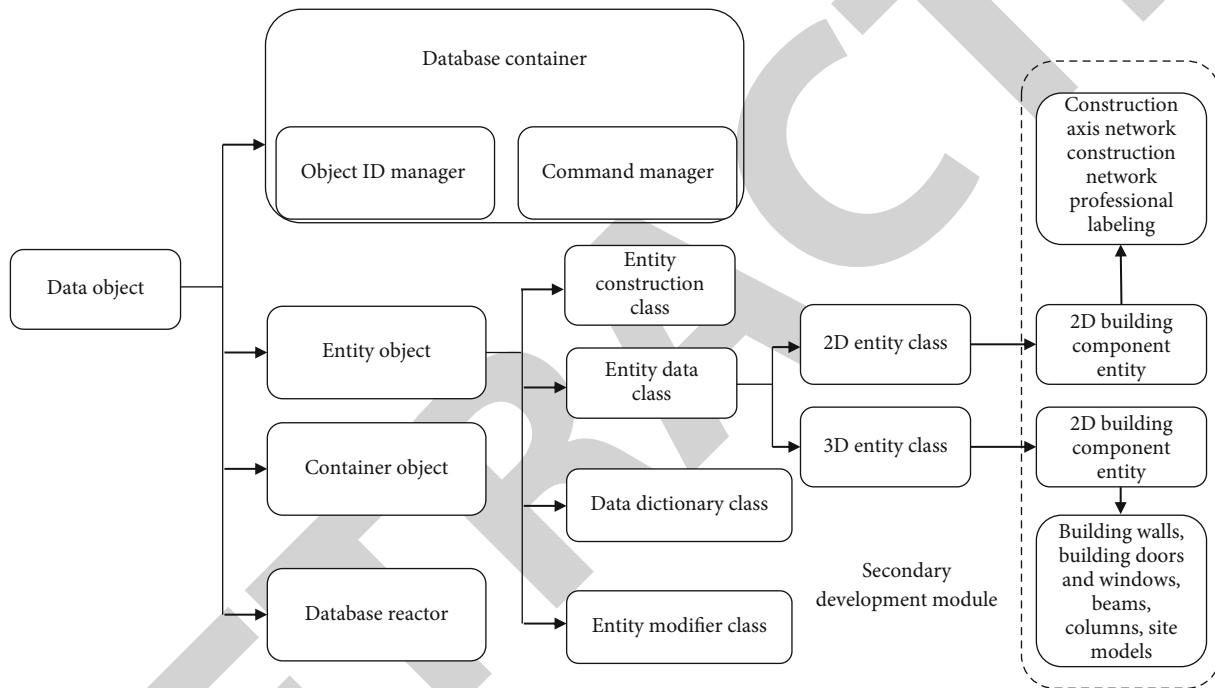 Database container
Object ID manager
Command manager
Construction
axis network
construction
network
professional
labeling
Data object
Entity
construction
class
Entity object
Entity data
class
2D entity class
2D building
component
entity
3D entity class
2D building
component
entity
Container object
Data dictionary class
Database reactor
Entity modifier class
Secondary
development module
Building walls,
building doors
and windows,
beams,
columns, site
models
TRACT